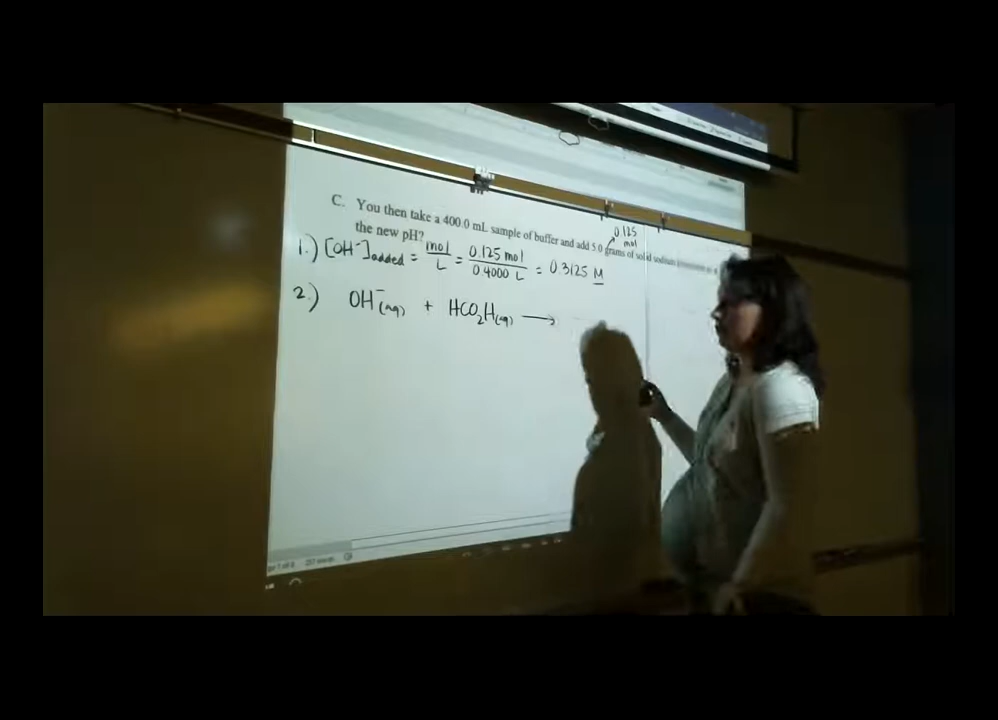 C. You then take a 400.0 mL sample of buffer and add 5.0 grams of solid sodium
0.125
mol
the new pH?
1.) [OH⁻]added = mol/L = 0.125 mol/0.4000 L = 0.3125 M
2.) OH⁻(aq) + HCO₂H(aq) ⟶